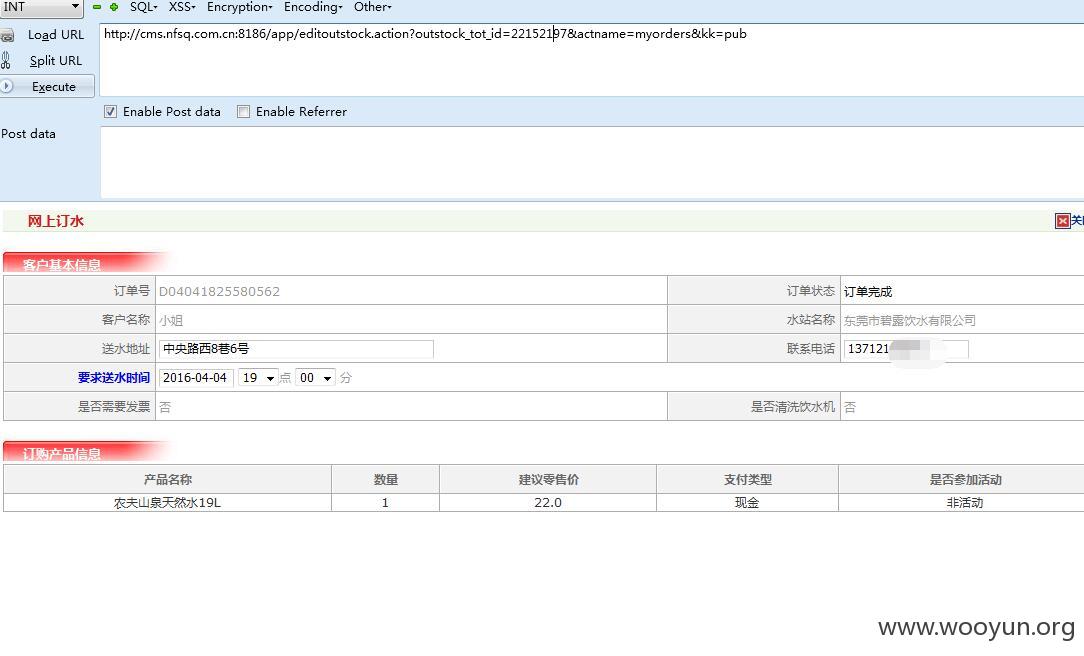 INT SQL- XSS- Encryption- Encoding- Other-
Load URL
http://cms.nfsq.com.cn:8186/app/editoutstock.action?outstock_tot_id=22152197&actname=myorders&kk=pub
Split URL
Execute
Enable Post data Enable Referrer
Post data
网上订水
客户基本信息
订单号 D04041825580562 订单状态 订单完成
客户名称 小姐 水站名称 东莞市碧露饮水有限公司
送水地址 中央路西8巷6号 联系电话 137121
要求送水时间 2016-04-04 19 点 00 分
是否需要发票 否 是否清洗饮水机 否
订购产品信息
产品名称 数量 建议零售价 支付类型 是否参加活动
农夫山泉天然水19L 1 22.0 现金 非活动
www.wooyun.org